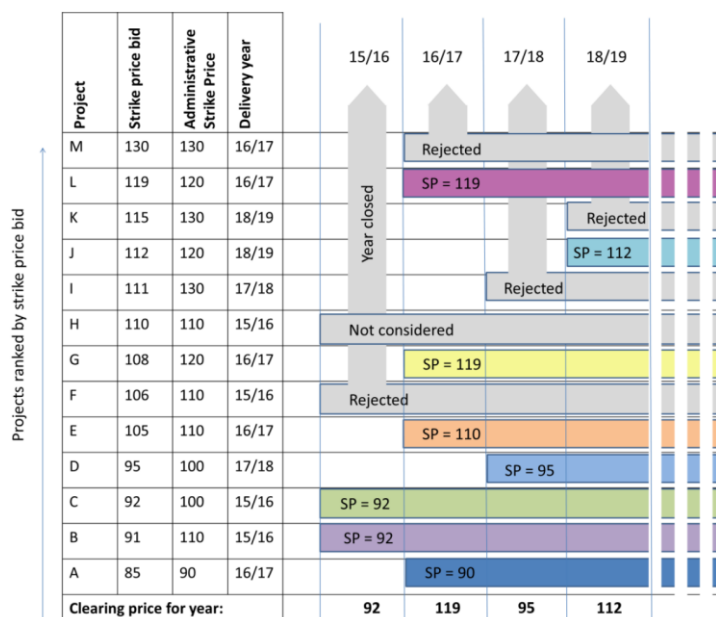 Projects ranked by strike price bid
Project Strike price bid Administrative Strike Price Delivery year 15/16 16/17 17/18 18/19
M 130 130 16/17 Rejected
L 119 120 16/17 SP = 119
K 115 130 18/19 Rejected
J 112 120 18/19 SP = 112
I 111 130 17/18 Rejected
Year closed
H 110 110 15/16 Not considered
G 108 120 16/17 SP = 119
F 106 110 15/16 Rejected
E 105 110 16/17 SP = 110
D 95 100 17/18 SP = 95
C 92 100 15/16 SP = 92
B 91 110 15/16 SP = 92
A 85 90 16/17 SP = 90
Clearing price for year: 92 119 95 112